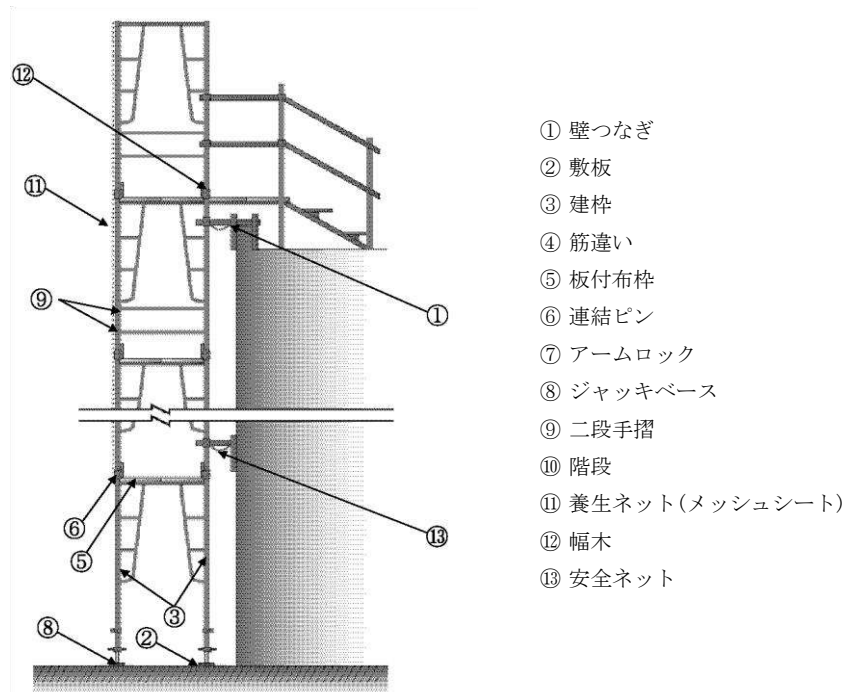 ⑫
⑪
⑨
①
⑥
⑤
③
⑬
⑧
②
① 壁つなぎ
② 敷板
③ 建枠
④ 筋違い
⑤ 板付布枠
⑥ 連結ピン
⑦ アームロック
⑧ ジャッキベース
⑨ 二段手摺
⑩ 階段
⑪ 養生ネット(メッシュシート)
⑫ 幅木
⑬ 安全ネット